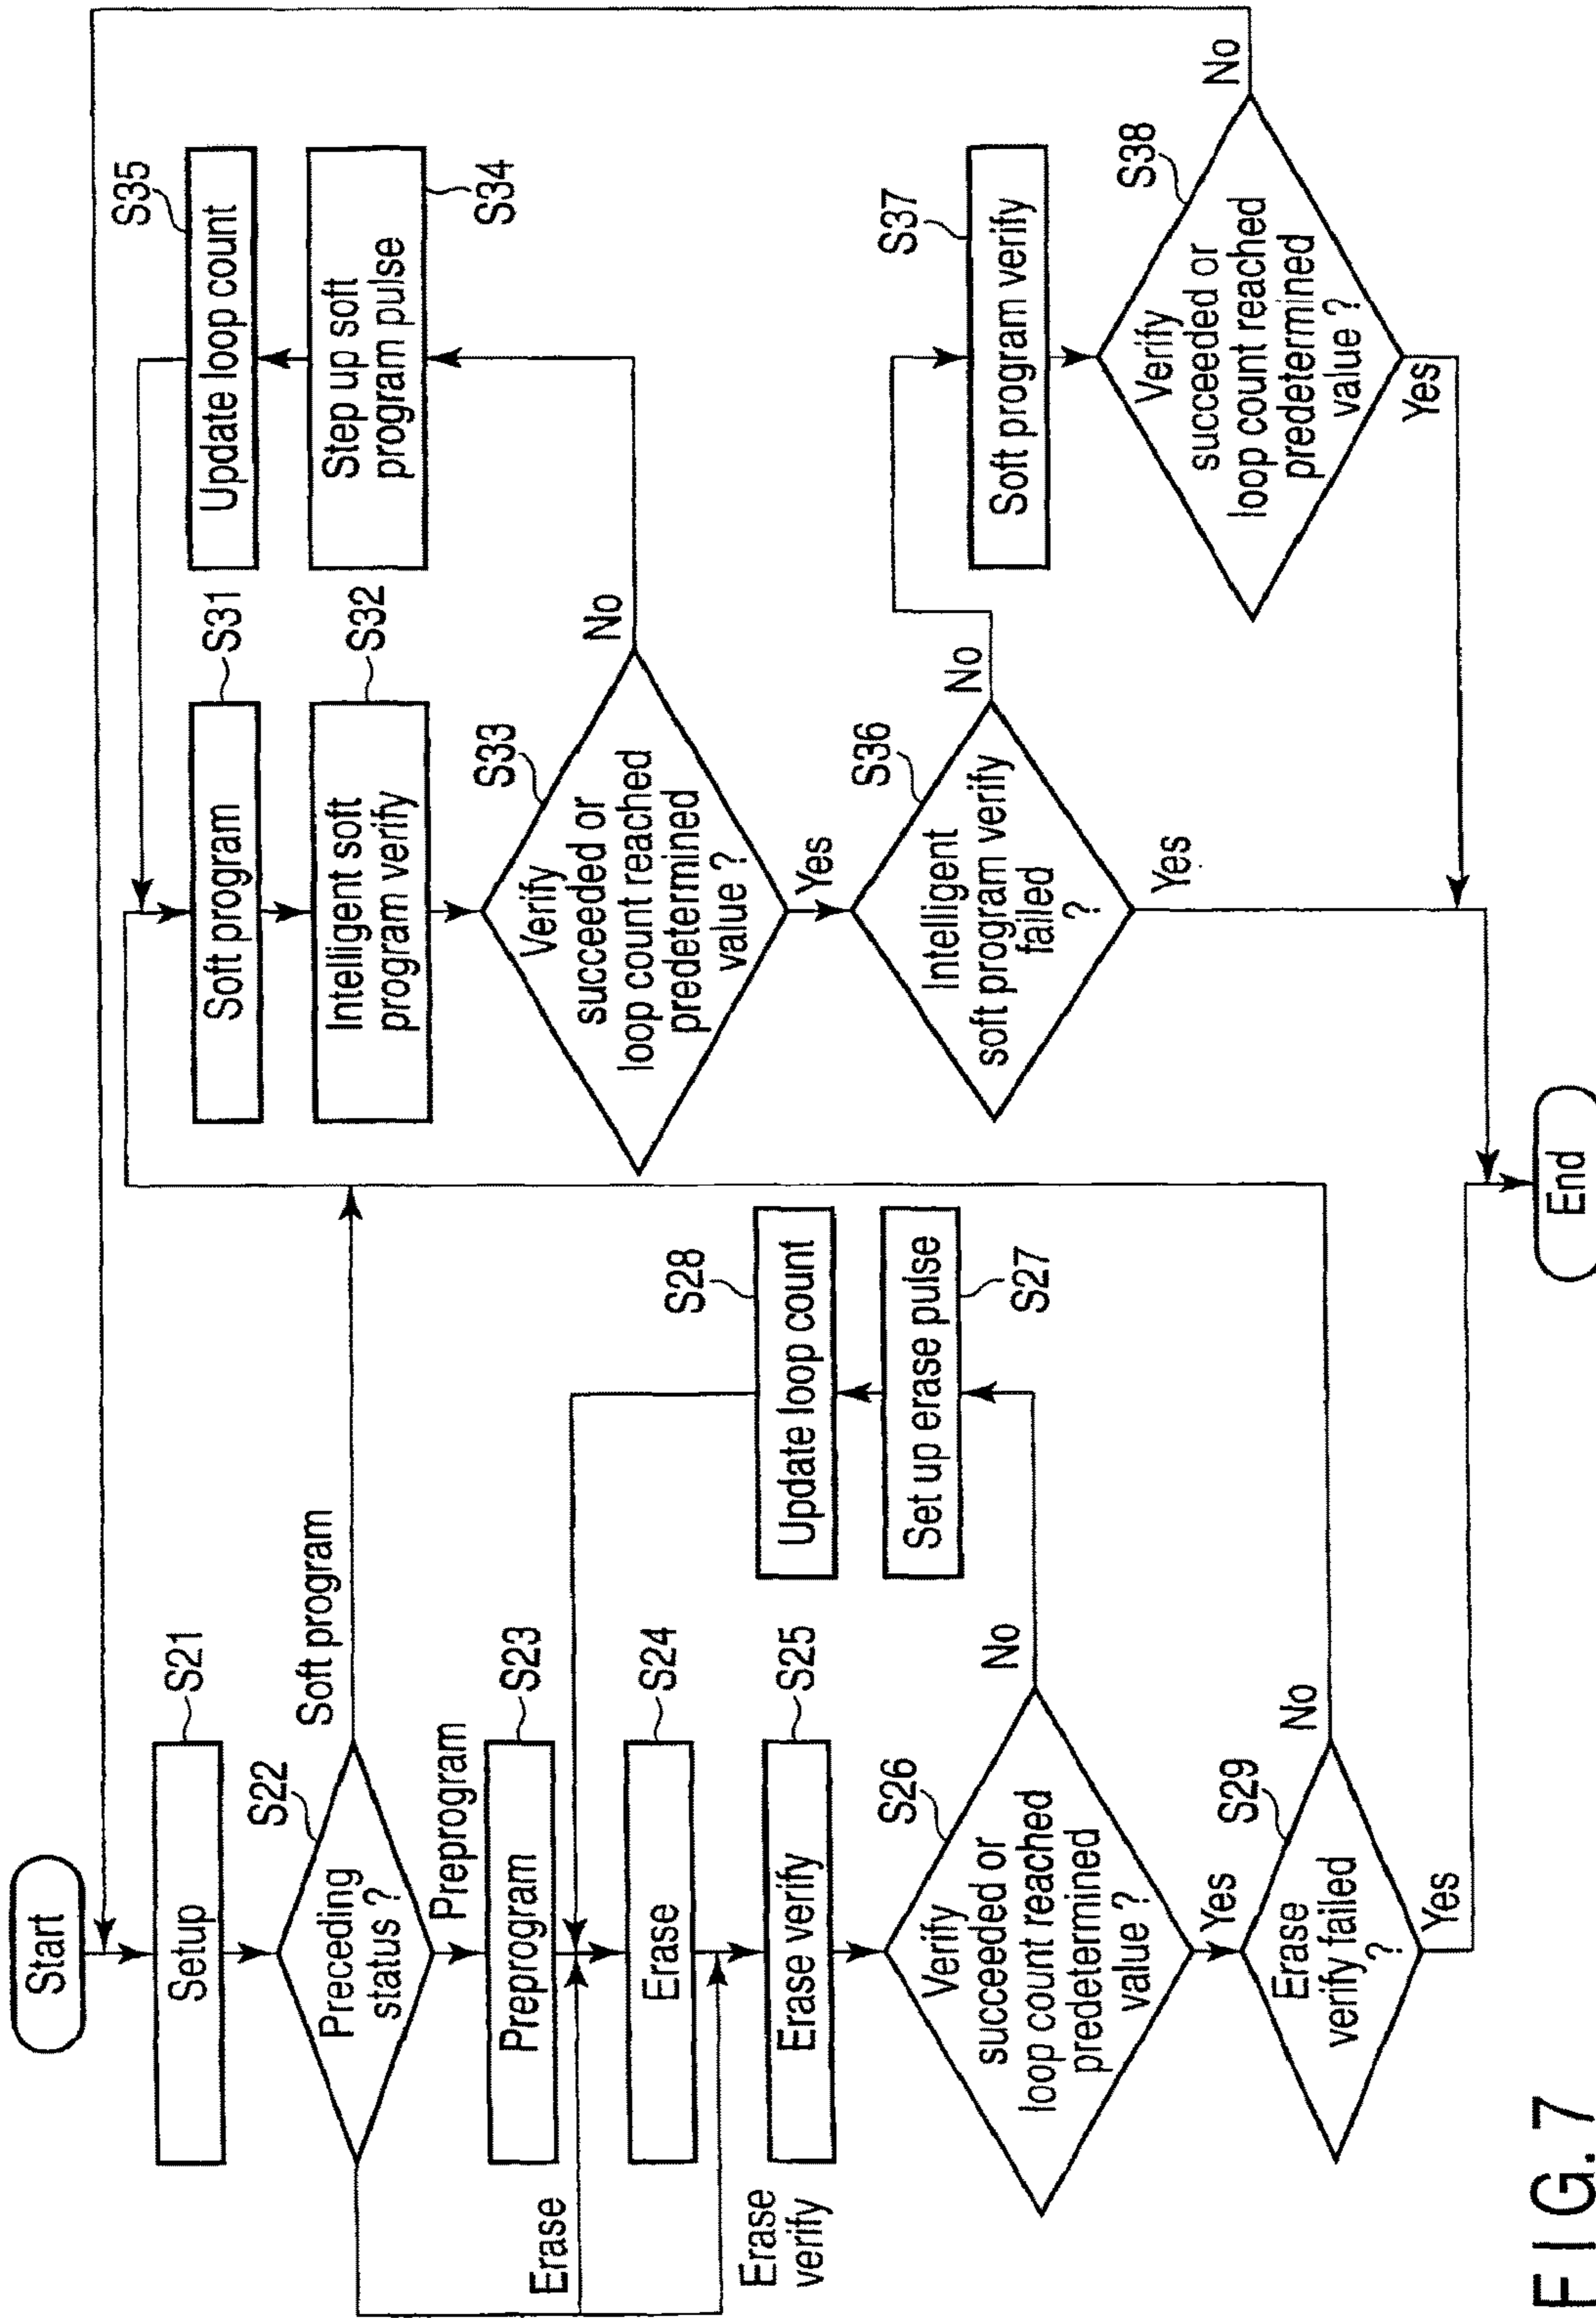 Start
S21
Setup
S22
Preceding
status ?
Soft program
Preprogram
S23
Preprogram
Erase
S24
Erase
Erase
verify
S25
Erase verify
S26
Verify
succeeded or
loop count reached
predetermined
value ?
No
Yes
S28
Update loop count
Set up erase pulse
S27
S29
Erase
verify failed
?
No
Yes
S31
Soft program
S32
Intelligent soft
program verify
S33
Verify
succeeded or
loop count reached
predetermined
value ?
No
Yes
S35
Update loop count
Step up soft
program pulse
S34
S36
Intelligent
soft program verify
failed
?
No
Yes
S37
Soft program verify
S38
Verify
succeeded or
loop count reached
predetermined
value ?
No
Yes
End
FIG. 7